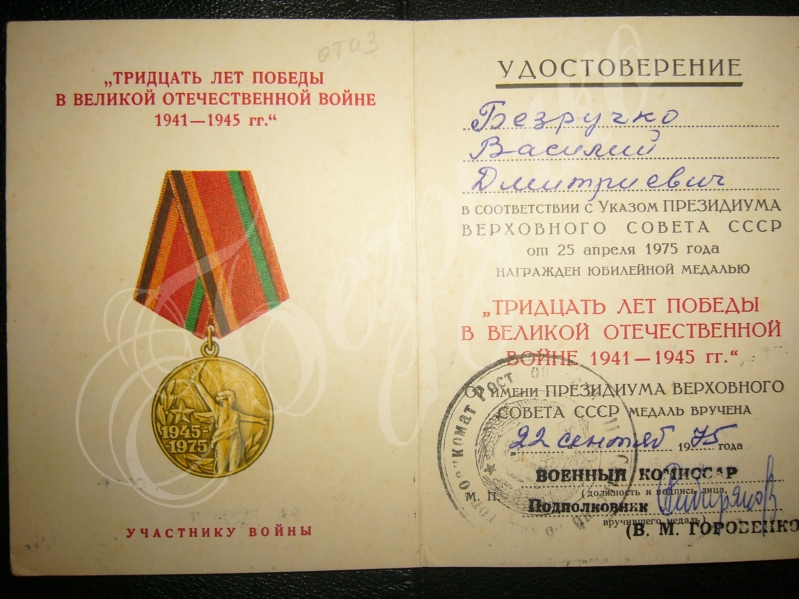 „ТРИДЦАТЬ ЛЕТ ПОБЕДЫ
В ВЕЛИКОЙ ОТЕЧЕСТВЕННОЙ ВОЙНЕ
1941—1945 гг.“
1945-
1975
УЧАСТНИКУ ВОЙНЫ
УДОСТОВЕРЕНИЕ
Безручко
Василий
Дмитриевич
В СООТВЕТСТВИИ С УКАЗОМ ПРЕЗИДИУМА
ВЕРХОВНОГО СОВЕТА СССР
от 25 апреля 1975 года
НАГРАЖДЕН ЮБИЛЕЙНОЙ МЕДАЛЬЮ
„ТРИДЦАТЬ ЛЕТ ПОБЕДЫ
В ВЕЛИКОЙ ОТЕЧЕСТВЕННОЙ
ВОЙНЕ 1941—1945 гг.“
ОТ ИМЕНИ ПРЕЗИДИУМА ВЕРХОВНОГО
СОВЕТА СССР МЕДАЛЬ ВРУЧЕНА
„22 сентяб 1975 года
ВОЕННЫЙ КОМИССАР
М. П. (должность и подпись лица,
Подполковник
вручившего медаль)
(В. М. ГОРОБЕНКО